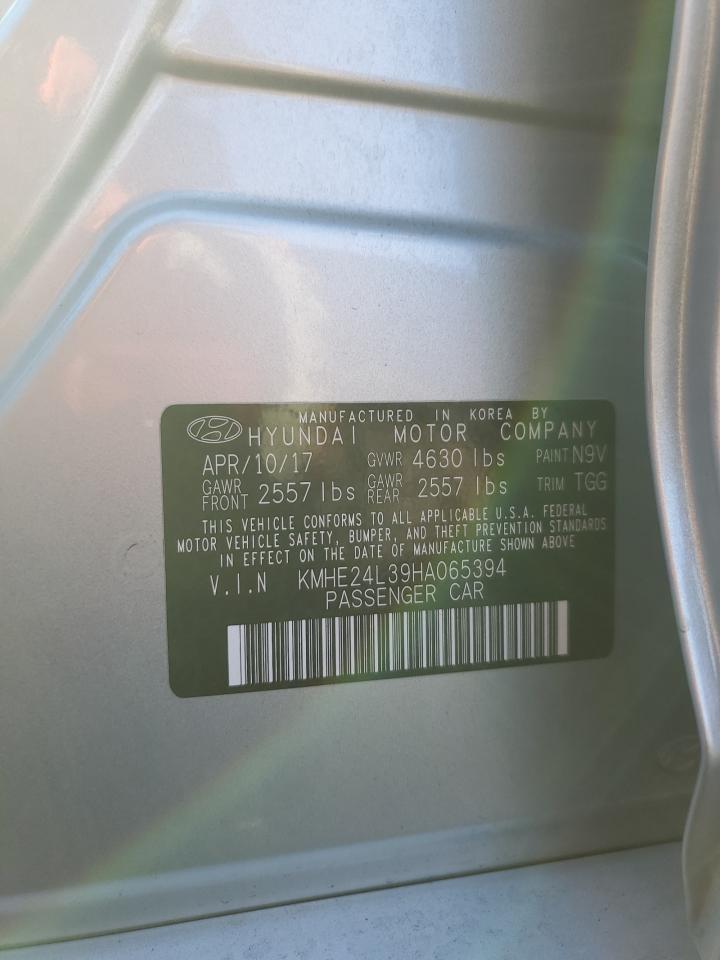 MANUFACTURED IN KOREA BY
HYUNDAI MOTOR COMPANY
APR/10/17 GVWR 4630 lbs PAINT N9V
GAWR FRONT 2557 lbs GAWR REAR 2557 lbs TRIM TGG
THIS VEHICLE CONFORMS TO ALL APPLICABLE U.S.A. FEDERAL
MOTOR VEHICLE SAFETY, BUMPER, AND THEFT PREVENTION STANDARDS
IN EFFECT ON THE DATE OF MANUFACTURE SHOWN ABOVE
V.I.N KMHE24L39HA065394
PASSENGER CAR